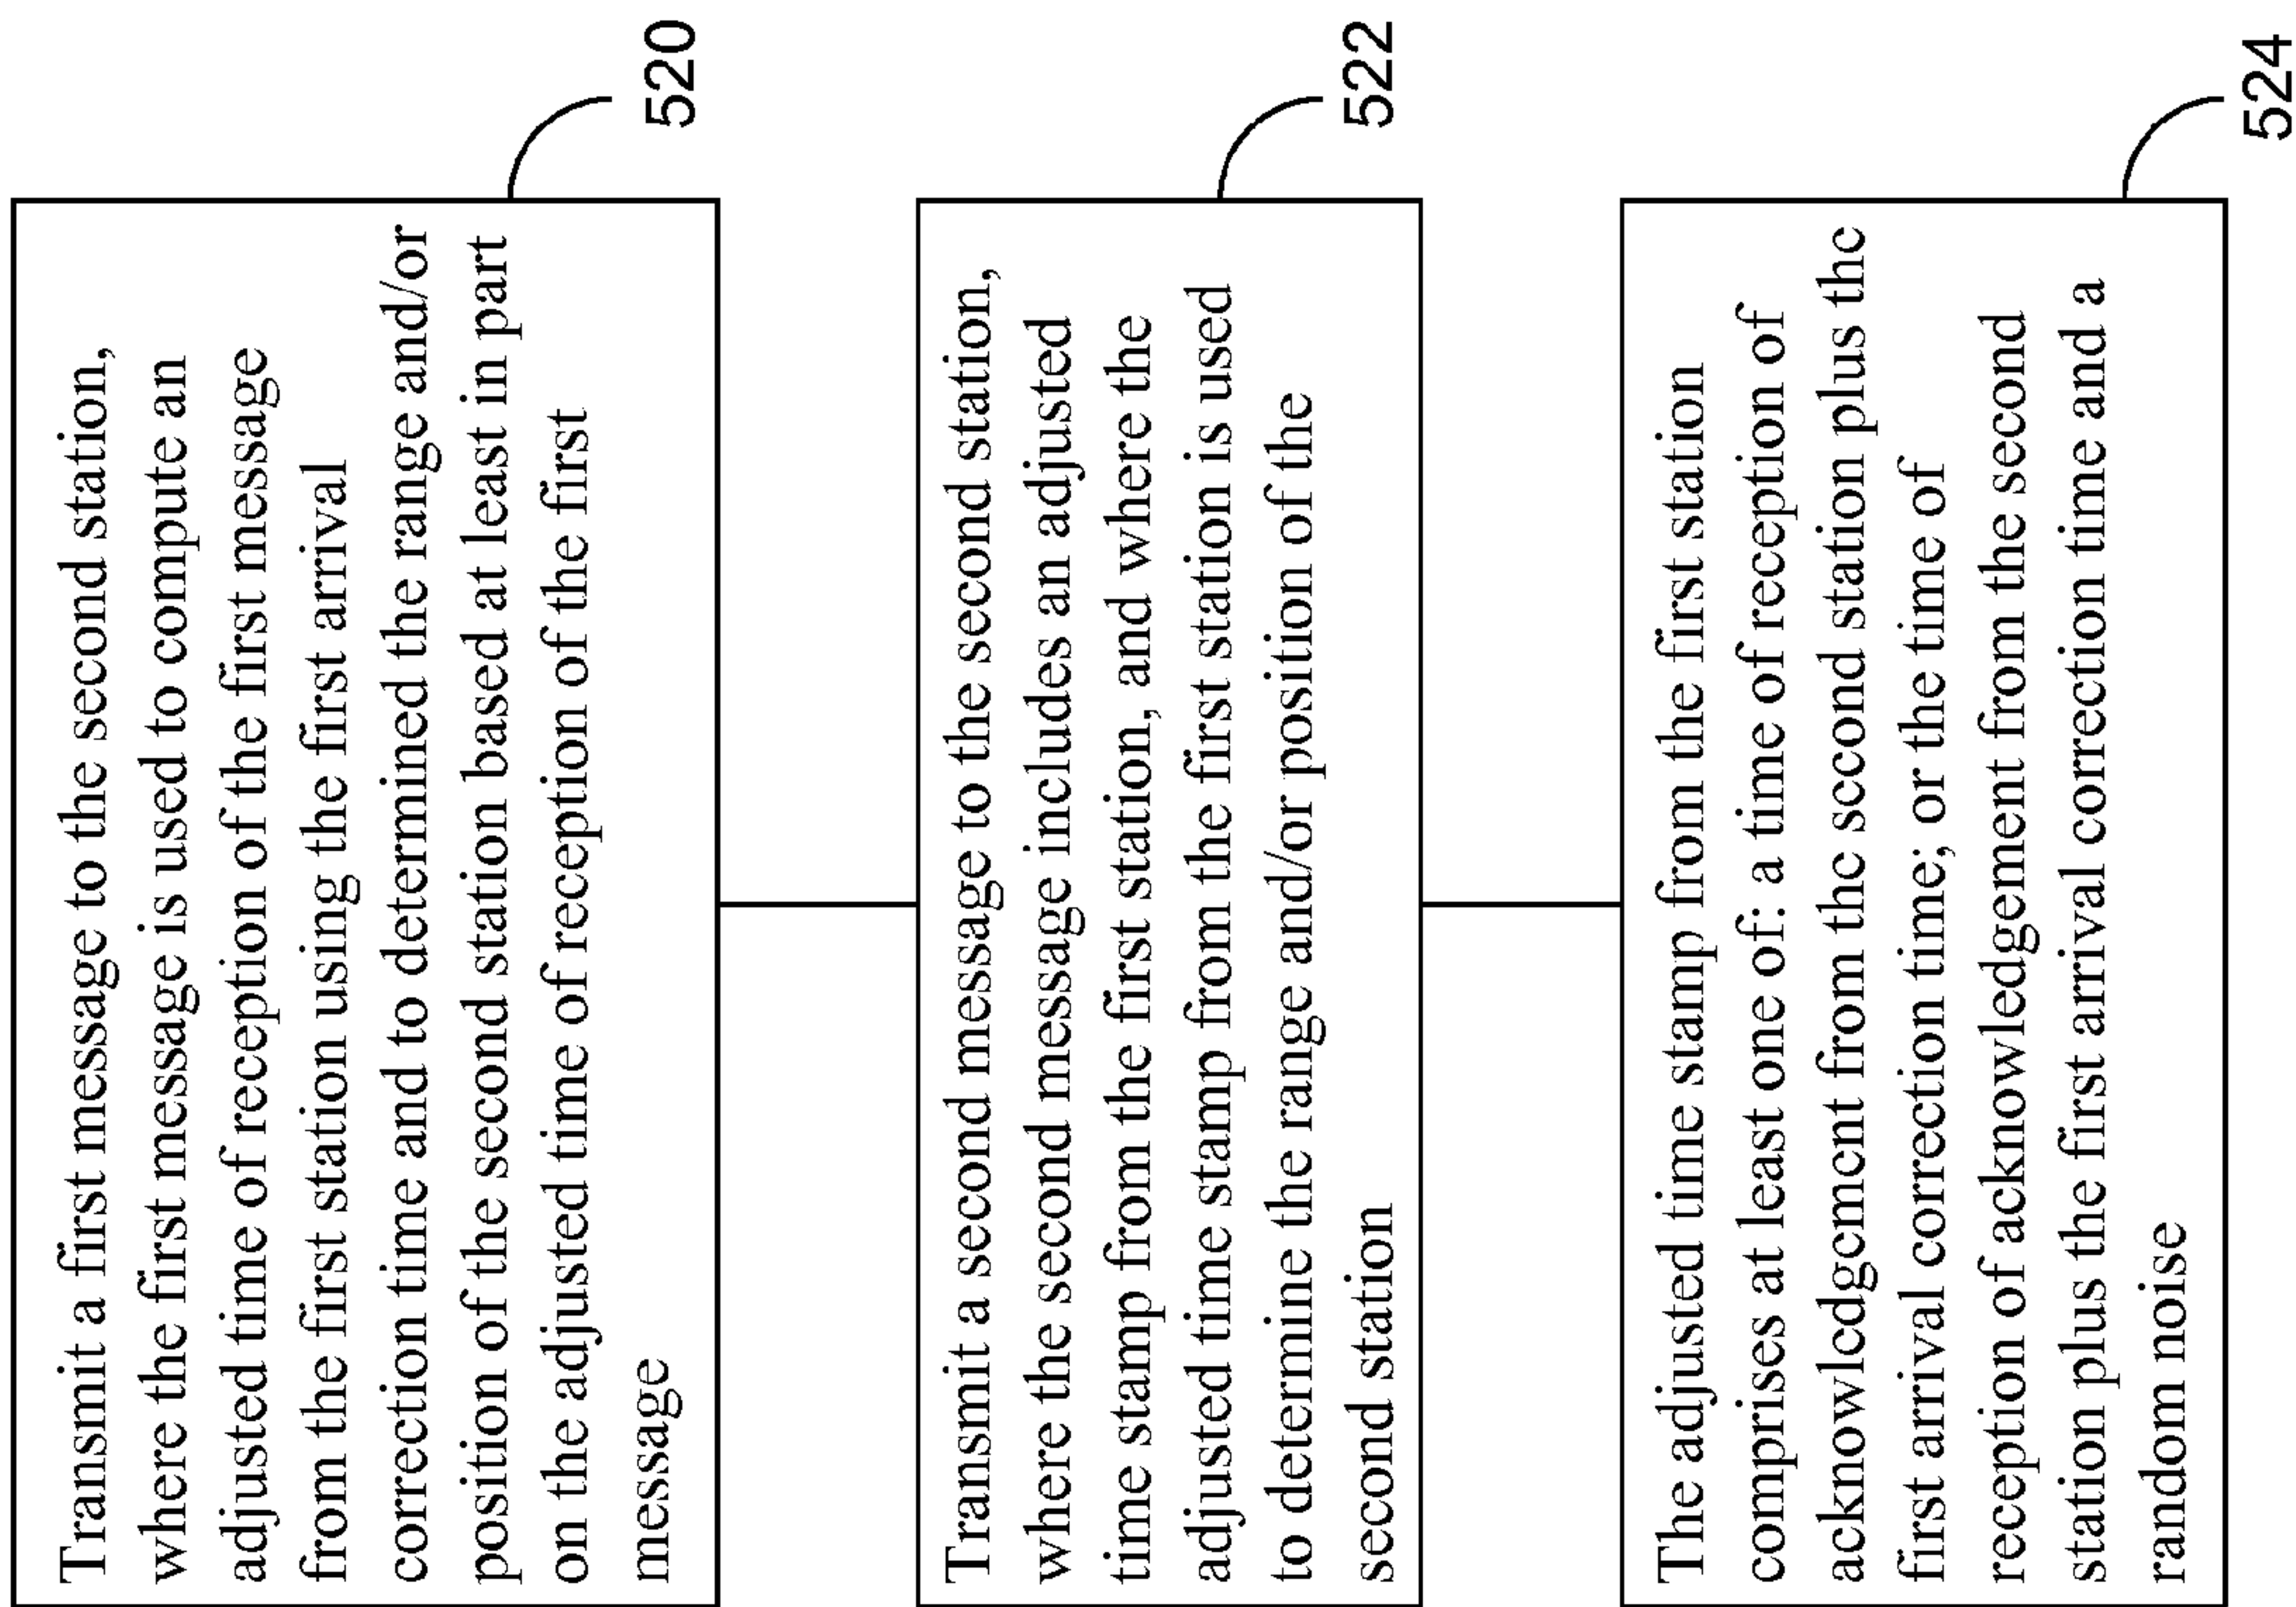 Transmit a first message to the second station,
where the first message is used to compute an
adjusted time of reception of the first message
from the first station using the first arrival
correction time and to determined the range and/or
position of the second station based at least in part
on the adjusted time of reception of the first
message
520
Transmit a second message to the second station,
where the second message includes an adjusted
time stamp from the first station, and where the
adjusted time stamp from the first station is used
to determine the range and/or position of the
second station
522
The adjusted time stamp from the first station
comprises at least one of: a time of reception of
acknowledgement from the second station plus the
first arrival correction time; or the time of
reception of acknowledgement from the second
station plus the first arrival correction time and a
random noise
524